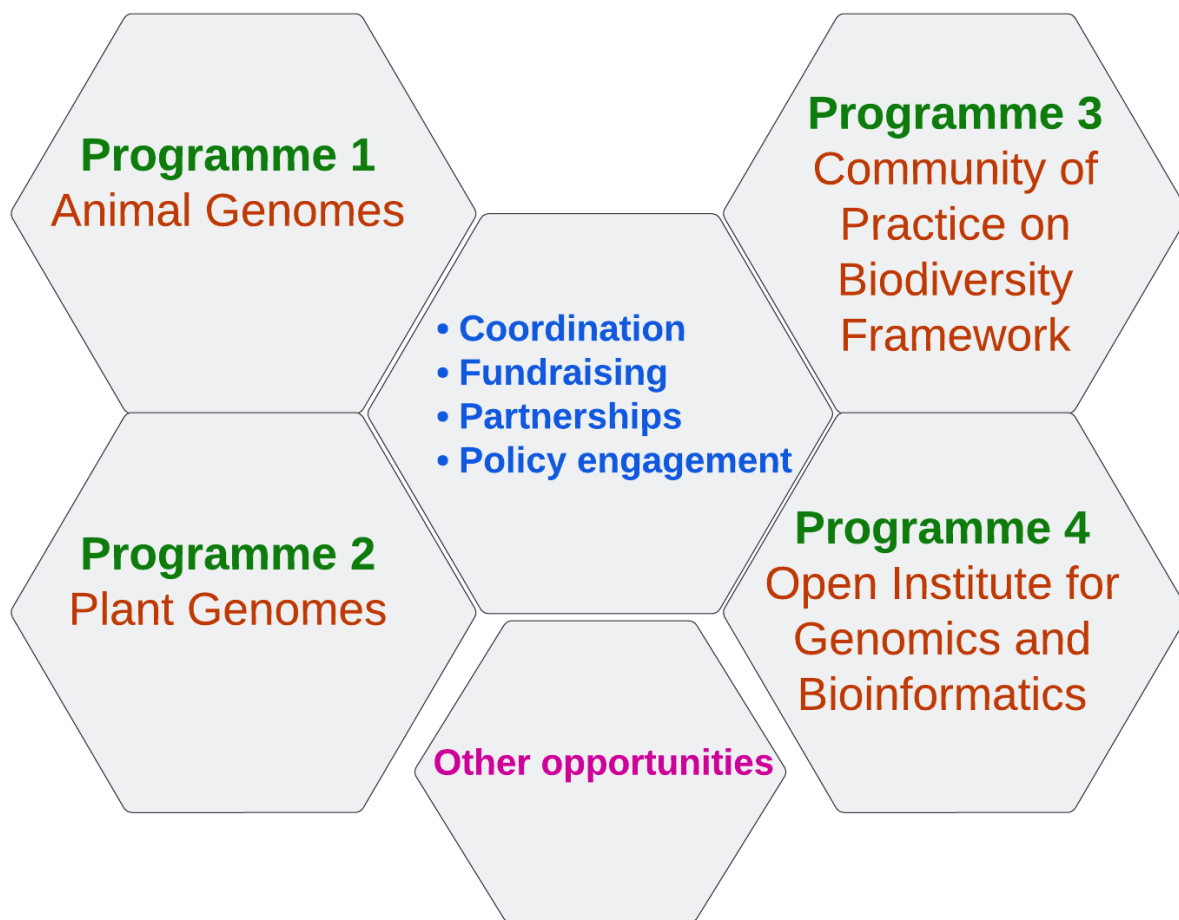 Programme 1
Animal Genomes
Programme 3
Community of
Practice on
Biodiversity
Framework
• Coordination
• Fundraising
• Partnerships
• Policy engagement
Programme 2
Plant Genomes
Programme 4
Open Institute for
Genomics and
Bioinformatics
Other opportunities